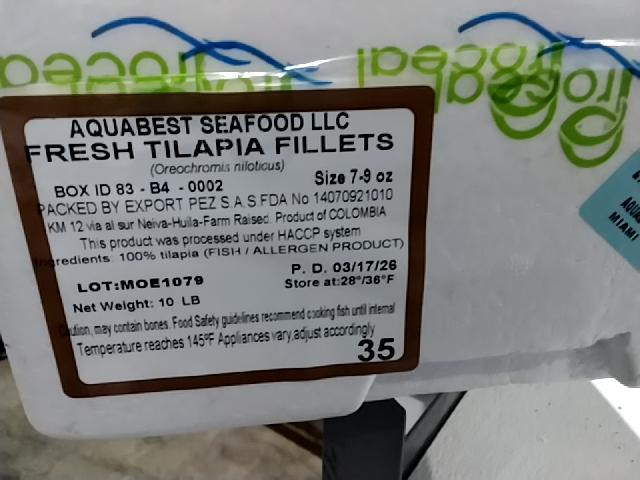 AQUABEST SEAFOOD LLC
FRESH TILAPIA FILLETS
(Oreochromis niloticus)
Size 7-9 oz
BOX ID 83 - B4 - 0002
PACKED BY EXPORT PEZ S.A.S FDA No 14070921010
KM 12 via al sur Neiva-Huila-Farm Raised. Product of COLOMBIA
This product was processed under HACCP system
Ingredients: 100% tilapia (FISH / ALLERGEN PRODUCT)
LOT:MOE1079
P. D. 03/17/26
Store at:28°/36°F
Net Weight: 10 LB
Caution, may contain bones. Food Safety guidelines recommend cooking fish until internal
Temperature reaches 145°F Appliances vary,adjust accordingly
35
MIAMI